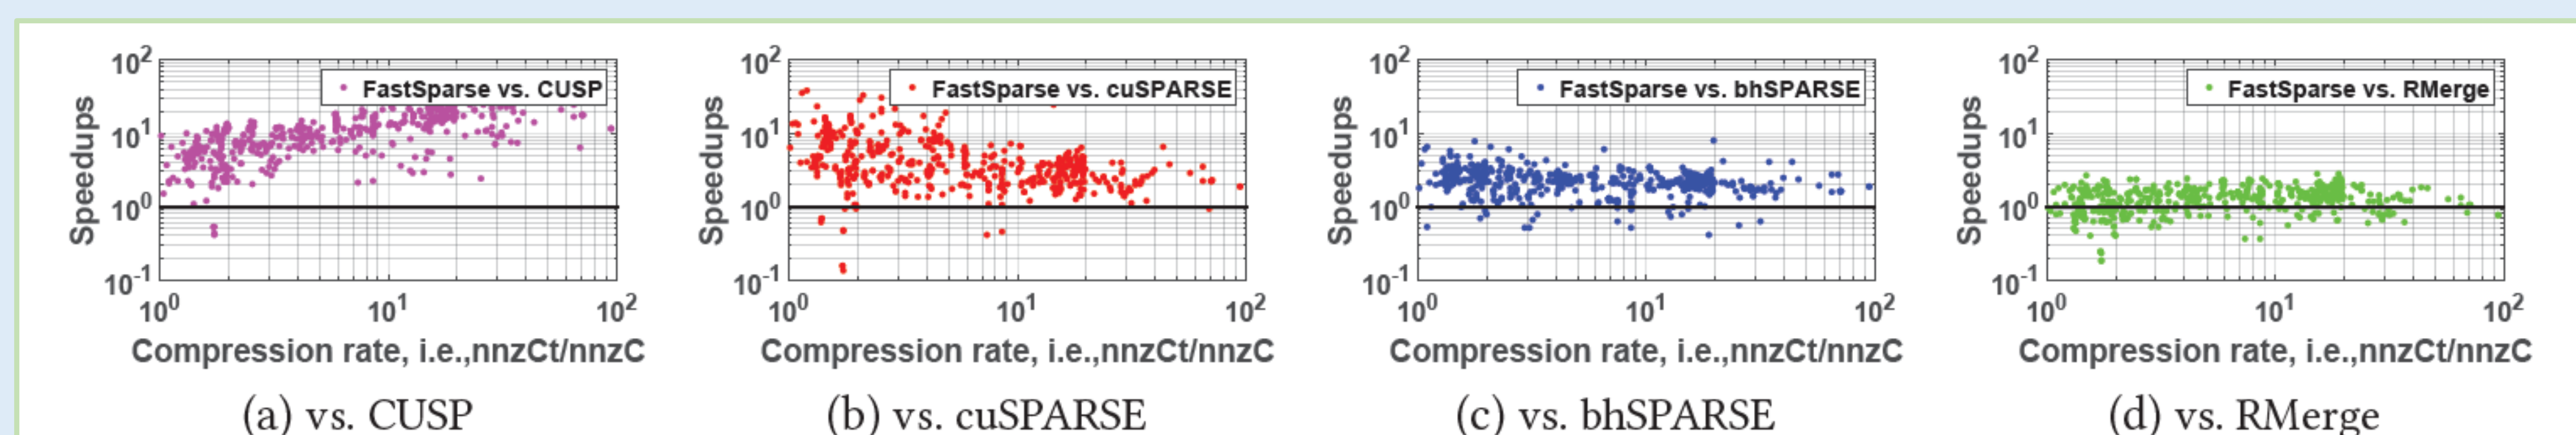 FastSparse vs. CUSP
Speedups
10^2
10^1
10^0
10^-1
10^0 10^1 10^2
Compression rate, i.e.,nnzCt/nnzC
(a) vs. CUSP
FastSparse vs. cuSPARSE
Speedups
10^2
10^1
10^0
10^-1
10^0 10^1 10^2
Compression rate, i.e.,nnzCt/nnzC
(b) vs. cuSPARSE
FastSparse vs. bhSPARSE
Speedups
10^2
10^1
10^0
10^-1
10^0 10^1 10^2
Compression rate, i.e.,nnzCt/nnzC
(c) vs. bhSPARSE
FastSparse vs. RMerge
Speedups
10^2
10^1
10^0
10^-1
10^0 10^1 10^2
Compression rate, i.e.,nnzCt/nnzC
(d) vs. RMerge